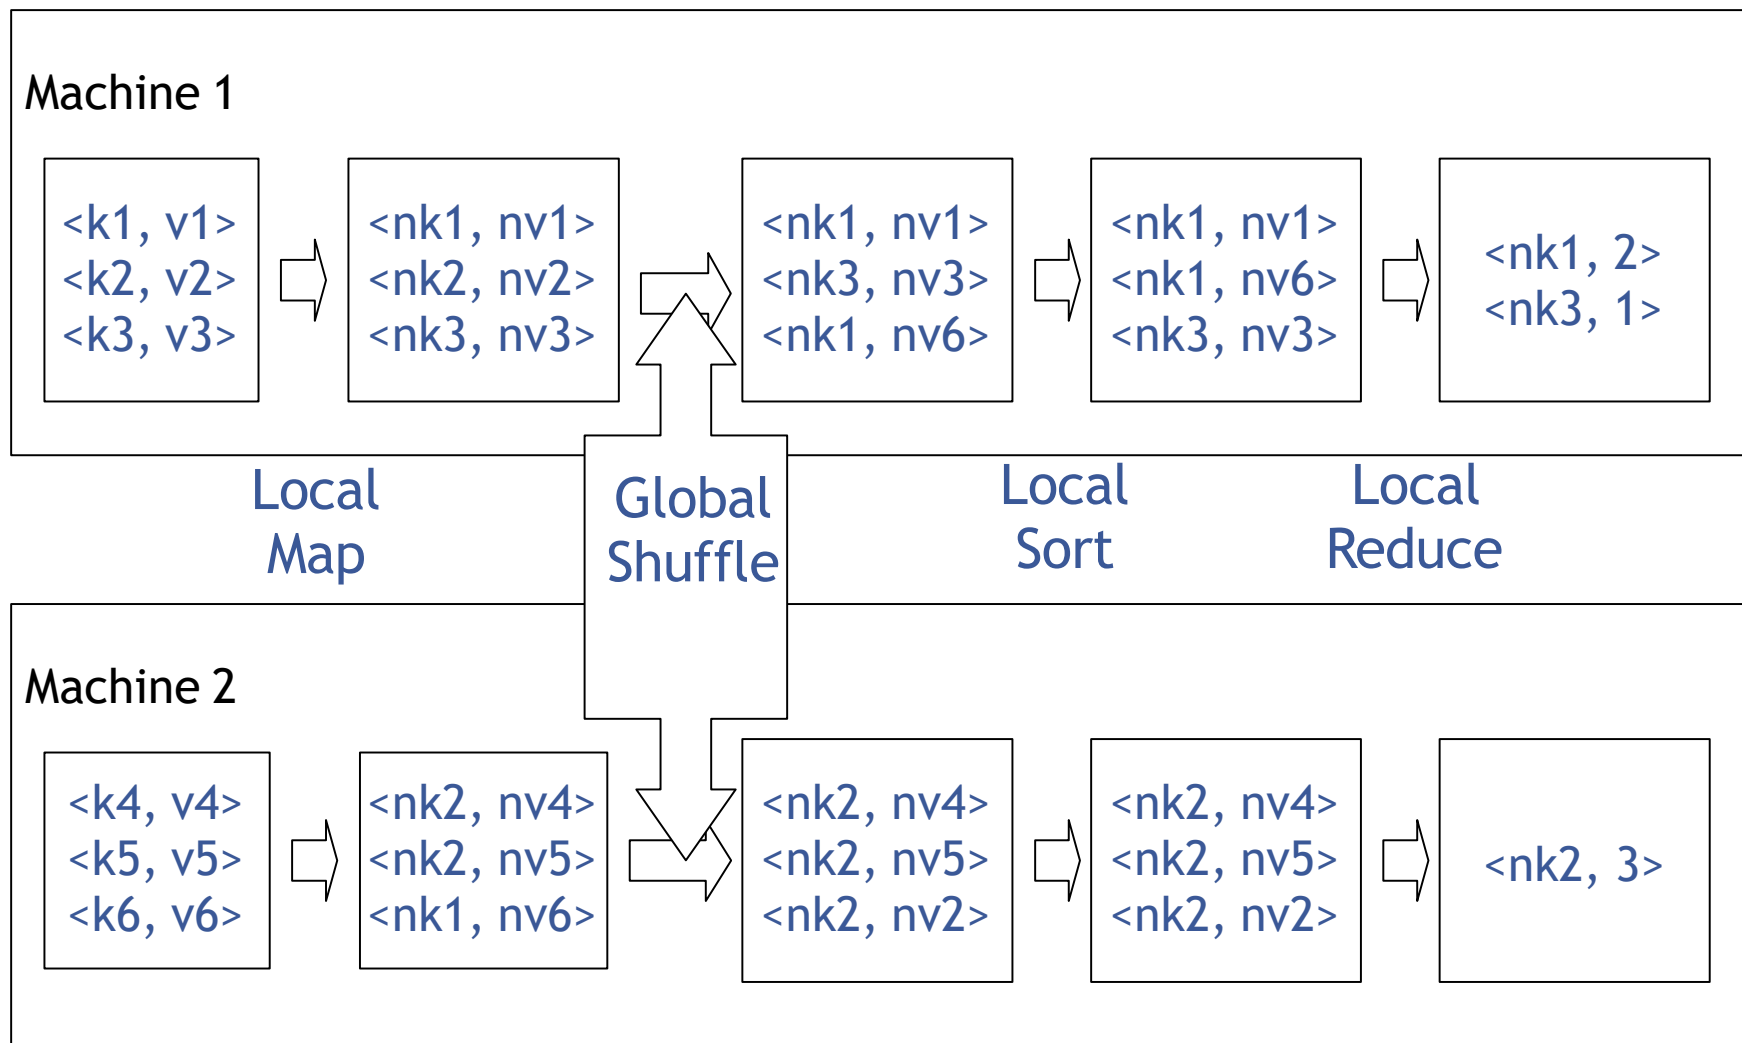 Machine 1
<k1, v1>
<k2, v2>
<k3, v3>
<nk1, nv1>
<nk2, nv2>
<nk3, nv3>
<nk1, nv1>
<nk3, nv3>
<nk1, nv6>
<nk1, nv1>
<nk1, nv6>
<nk3, nv3>
<nk1, 2>
<nk3, 1>
Local
Map
Global
Shuffle
Local
Sort
Local
Reduce
Machine 2
<k4, v4>
<k5, v5>
<k6, v6>
<nk2, nv4>
<nk2, nv5>
<nk1, nv6>
<nk2, nv4>
<nk2, nv5>
<nk2, nv2>
<nk2, nv4>
<nk2, nv5>
<nk2, nv2>
<nk2, 3>